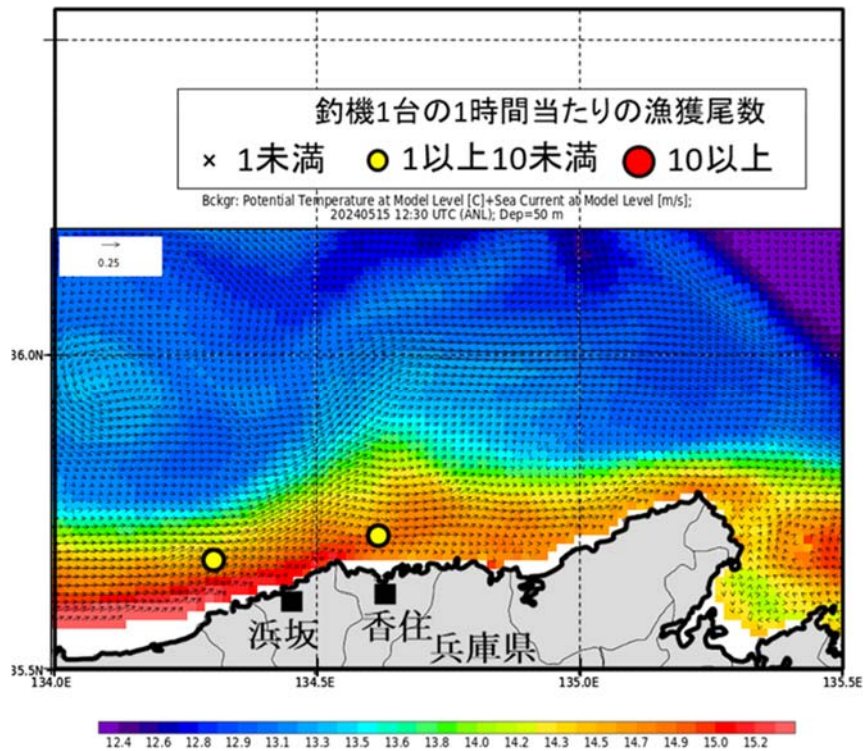 釣機1台の1時間当たりの漁獲尾数
× 1未満 1以上10未満 10以上
Bckgr: Potential Temperature at Model Level [C]+Sea Current at Model Level [m/s];
20240515 12:30 UTC (ANL); Dep=50 m
0.25
36.0N
浜坂
香住
兵庫県
35.5N
134.0E 134.5E 135.0E 135.5E
12.4 12.6 12.8 12.9 13.1 13.3 13.5 13.8 14.0 14.2 14.3 14.5 14.7 14.9 15.0 15.2